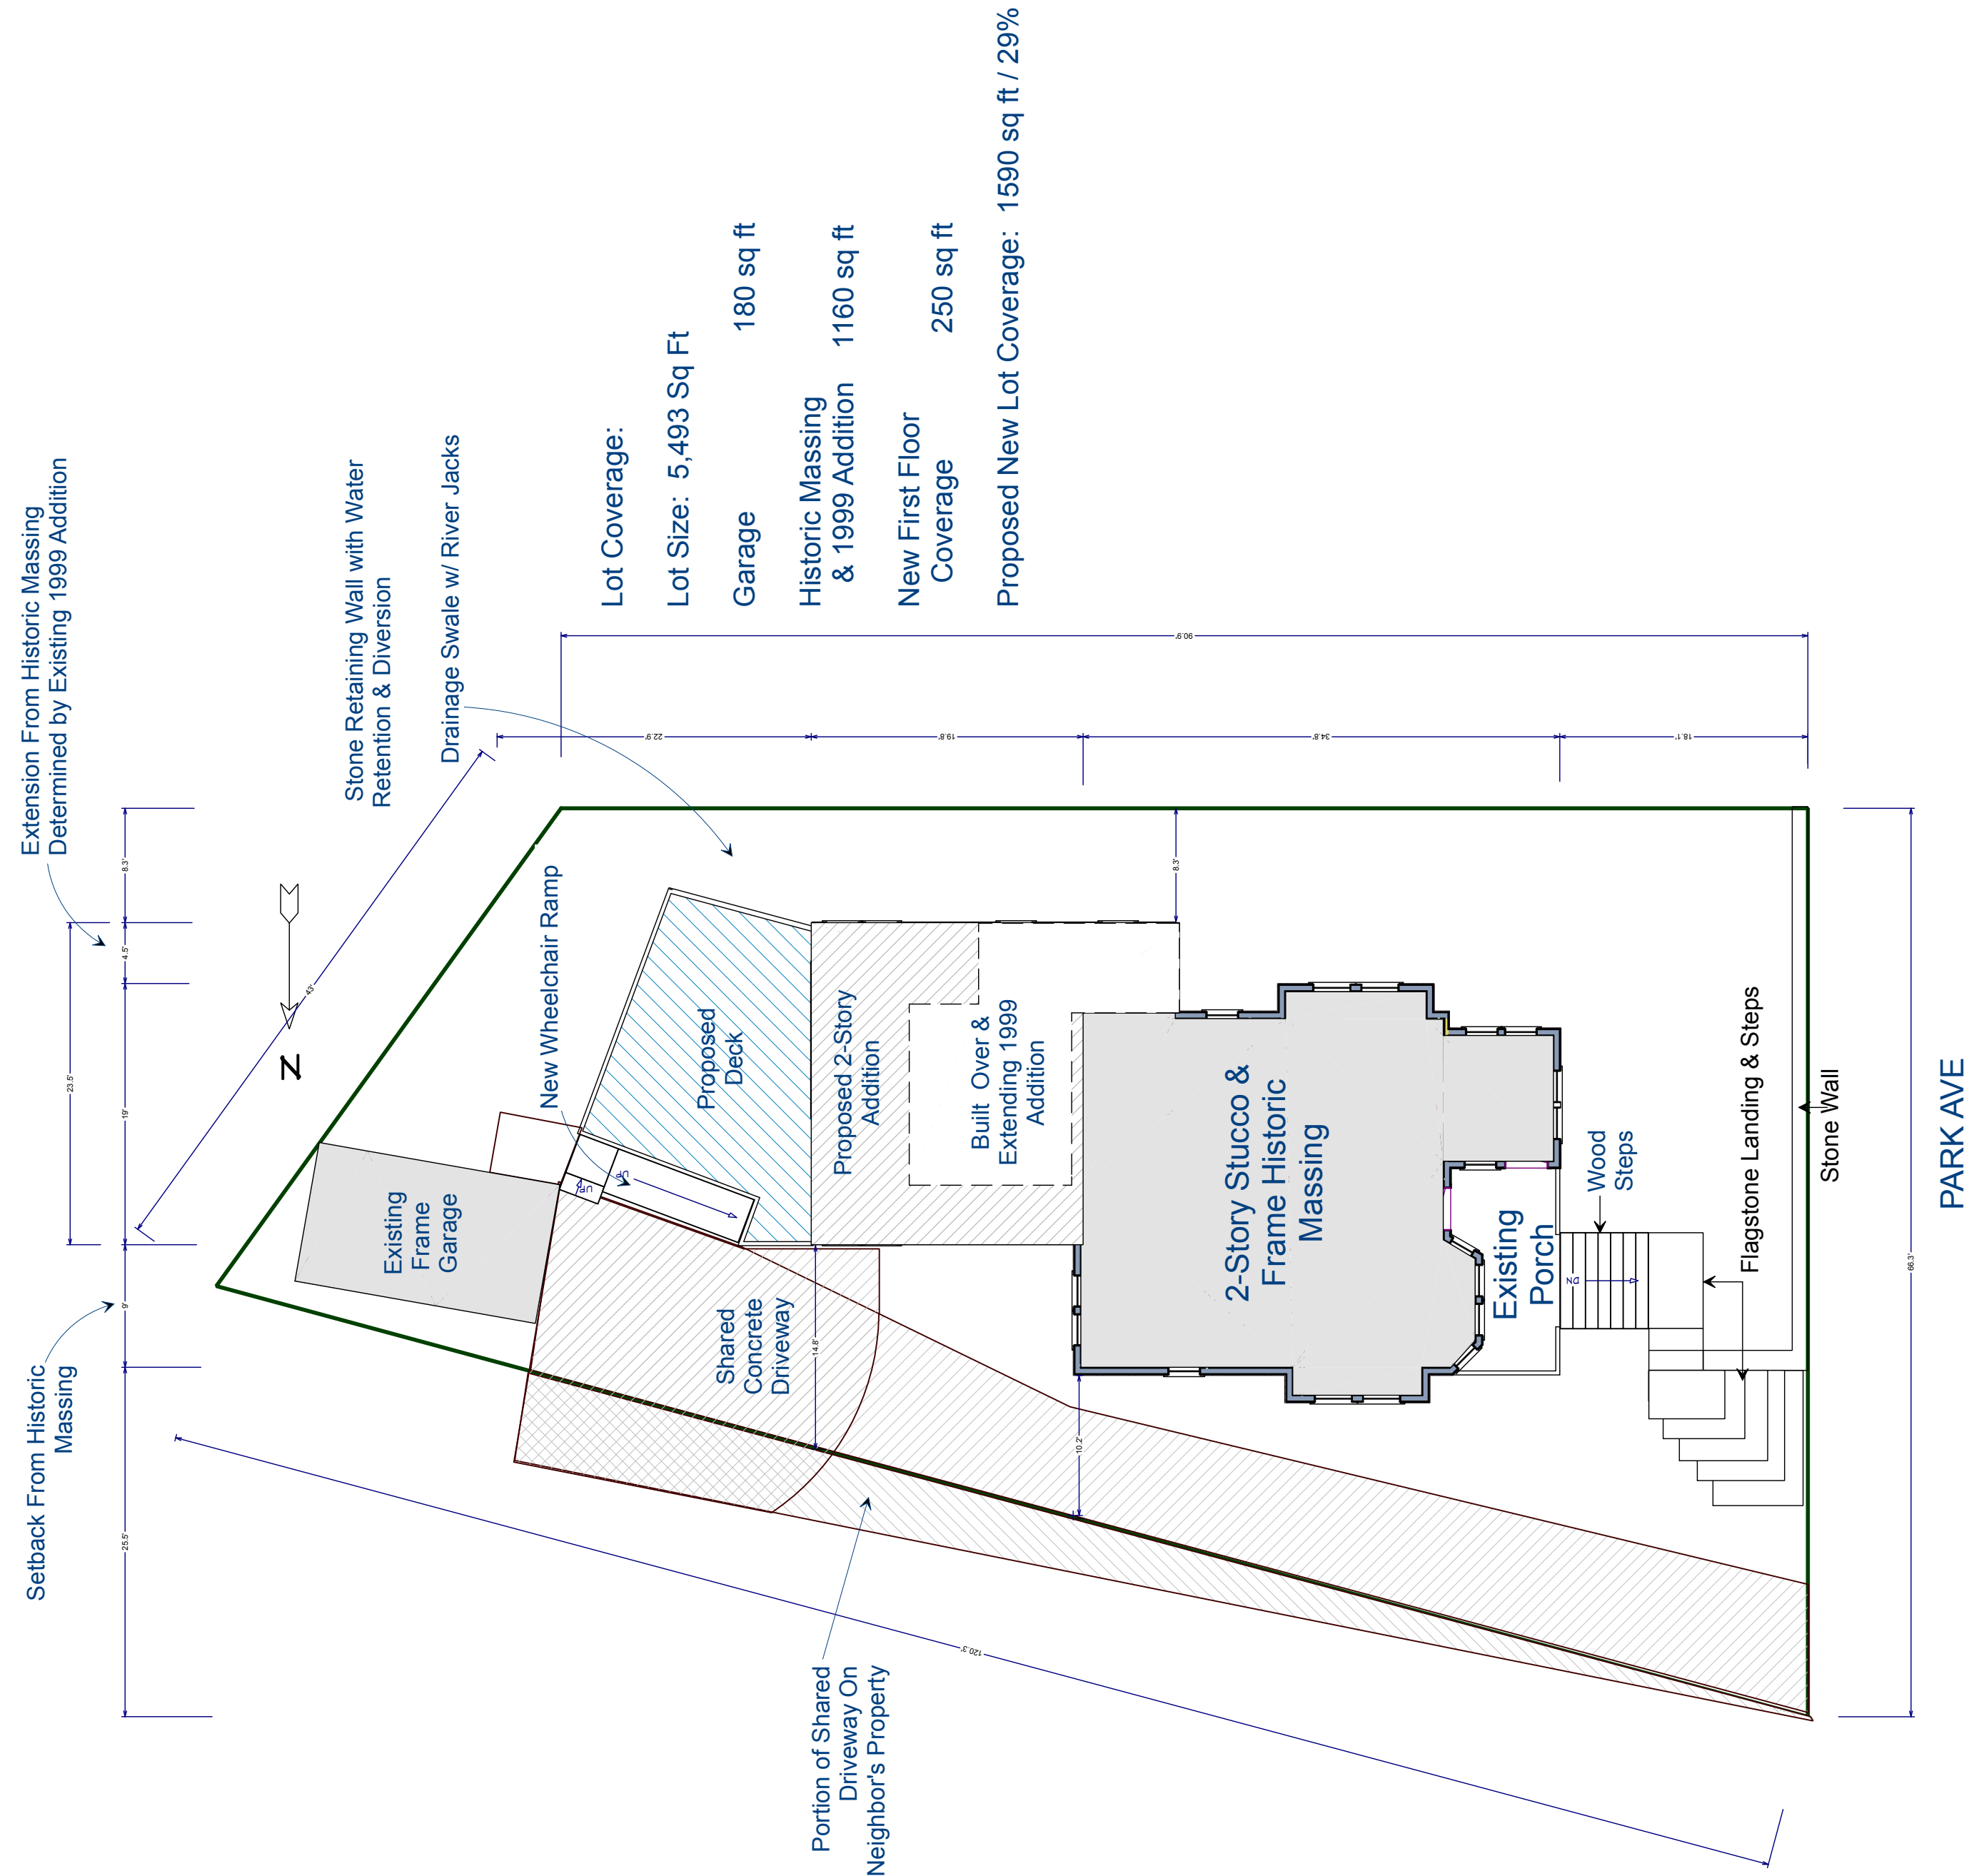 Extension From Historic Massing
Determined by Existing 1999 Addition
Setback From Historic
Massing
8.3'
4.5'
23.5'
19'
9'
25.5'
Stone Retaining Wall with Water
Retention & Diversion
Drainage Swale w/ River Jacks
43'
N
New Wheelchair Ramp
Lot Coverage:
Lot Size: 5,493 Sq Ft
Garage 180 sq ft
Historic Massing
& 1999 Addition 1160 sq ft
New First Floor
Coverage 250 sq ft
Proposed New Lot Coverage: 1590 sq ft / 29%
90.9'
22.9'
19.8'
34.8'
18.1'
8.3'
Existing
Frame
Garage
UP
UP
Proposed
Deck
Proposed 2-Story
Addition
Built Over &
Extending 1999
Addition
Shared
Concrete
Driveway
14.8'
10.2'
2-Story Stucco &
Frame Historic
Massing
Existing
Porch
Wood
Steps
DN
Flagstone Landing & Steps
Stone Wall
66.3'
PARK AVE
Portion of Shared
Driveway On
Neighbor's Property
120.3'